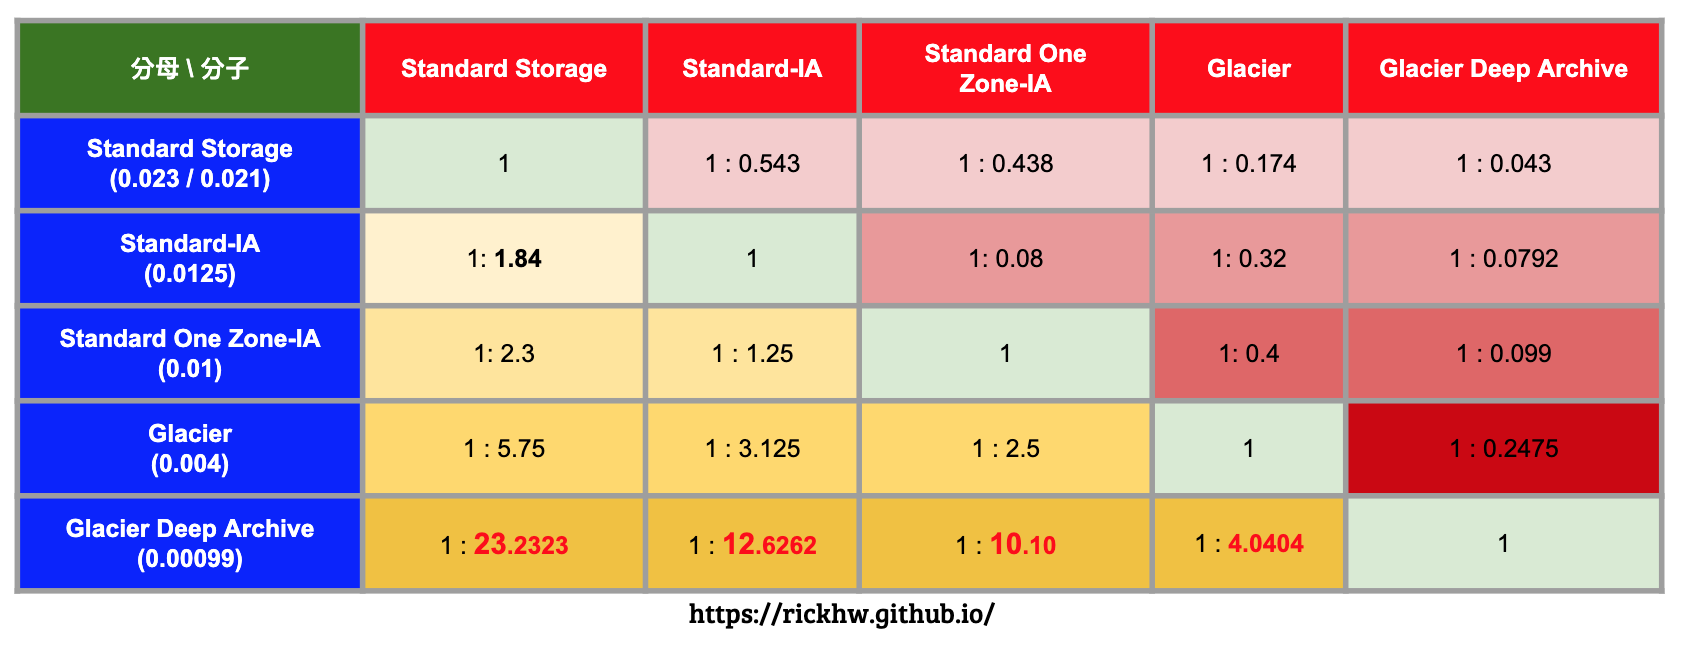 分母 \ 分子
Standard Storage
Standard-IA
Standard One
Zone-IA
Glacier
Glacier Deep Archive
Standard Storage
(0.023 / 0.021)
1
1 : 0.543
1 : 0.438
1 : 0.174
1 : 0.043
Standard-IA
(0.0125)
1: 1.84
1
1: 0.08
1: 0.32
1 : 0.0792
Standard One Zone-IA
(0.01)
1: 2.3
1 : 1.25
1
1: 0.4
1 : 0.099
Glacier
(0.004)
1 : 5.75
1 : 3.125
1 : 2.5
1
1 : 0.2475
Glacier Deep Archive
(0.00099)
1 : 23.2323
1 : 12.6262
1 : 10.10
1 : 4.0404
1
https://rickhw.github.io/